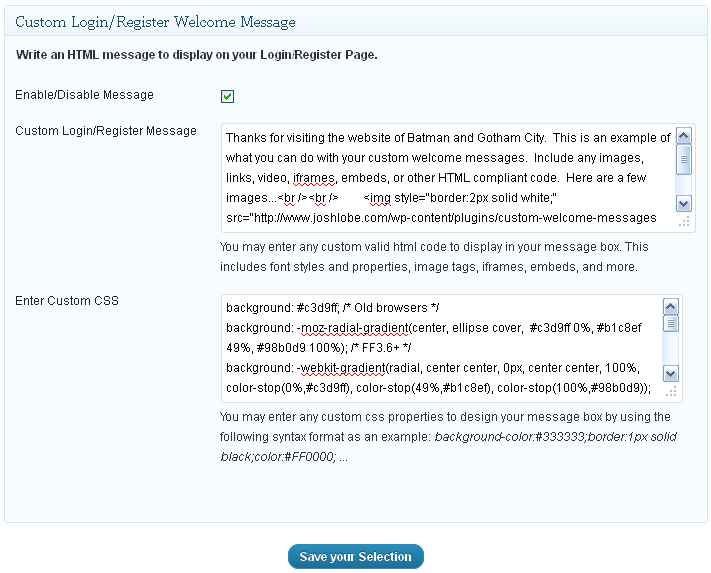 Custom Login/Register Welcome Message
Write an HTML message to display on your Login/Register Page.
Enable/Disable Message
Custom Login/Register Message
Thanks for visiting the website of Batman and Gotham City.  This is an example of
what you can do with your custom welcome messages.  Include any images,
links, video, iframes, embeds, or other HTML compliant code.  Here are a few
images...<br /><br />        <img style="border:2px solid white;"
src="http://www.joshlobe.com/wp-content/plugins/custom-welcome-messages
You may enter any custom valid html code to display in your message box. This
includes font styles and properties, image tags, iframes, embeds, and more.
Enter Custom CSS
background: #c3d9ff; /* Old browsers */
background: -moz-radial-gradient(center, ellipse cover,  #c3d9ff 0%, #b1c8ef
49%, #98b0d9 100%); /* FF3.6+ */
background: -webkit-gradient(radial, center center, 0px, center center, 100%,
color-stop(0%,#c3d9ff), color-stop(49%,#b1c8ef), color-stop(100%,#98b0d9));
You may enter any custom css properties to design your message box by using the
following syntax format as an example: background-color:#333333;border:1px solid
black;color:#FF0000; ...
Save your Selection